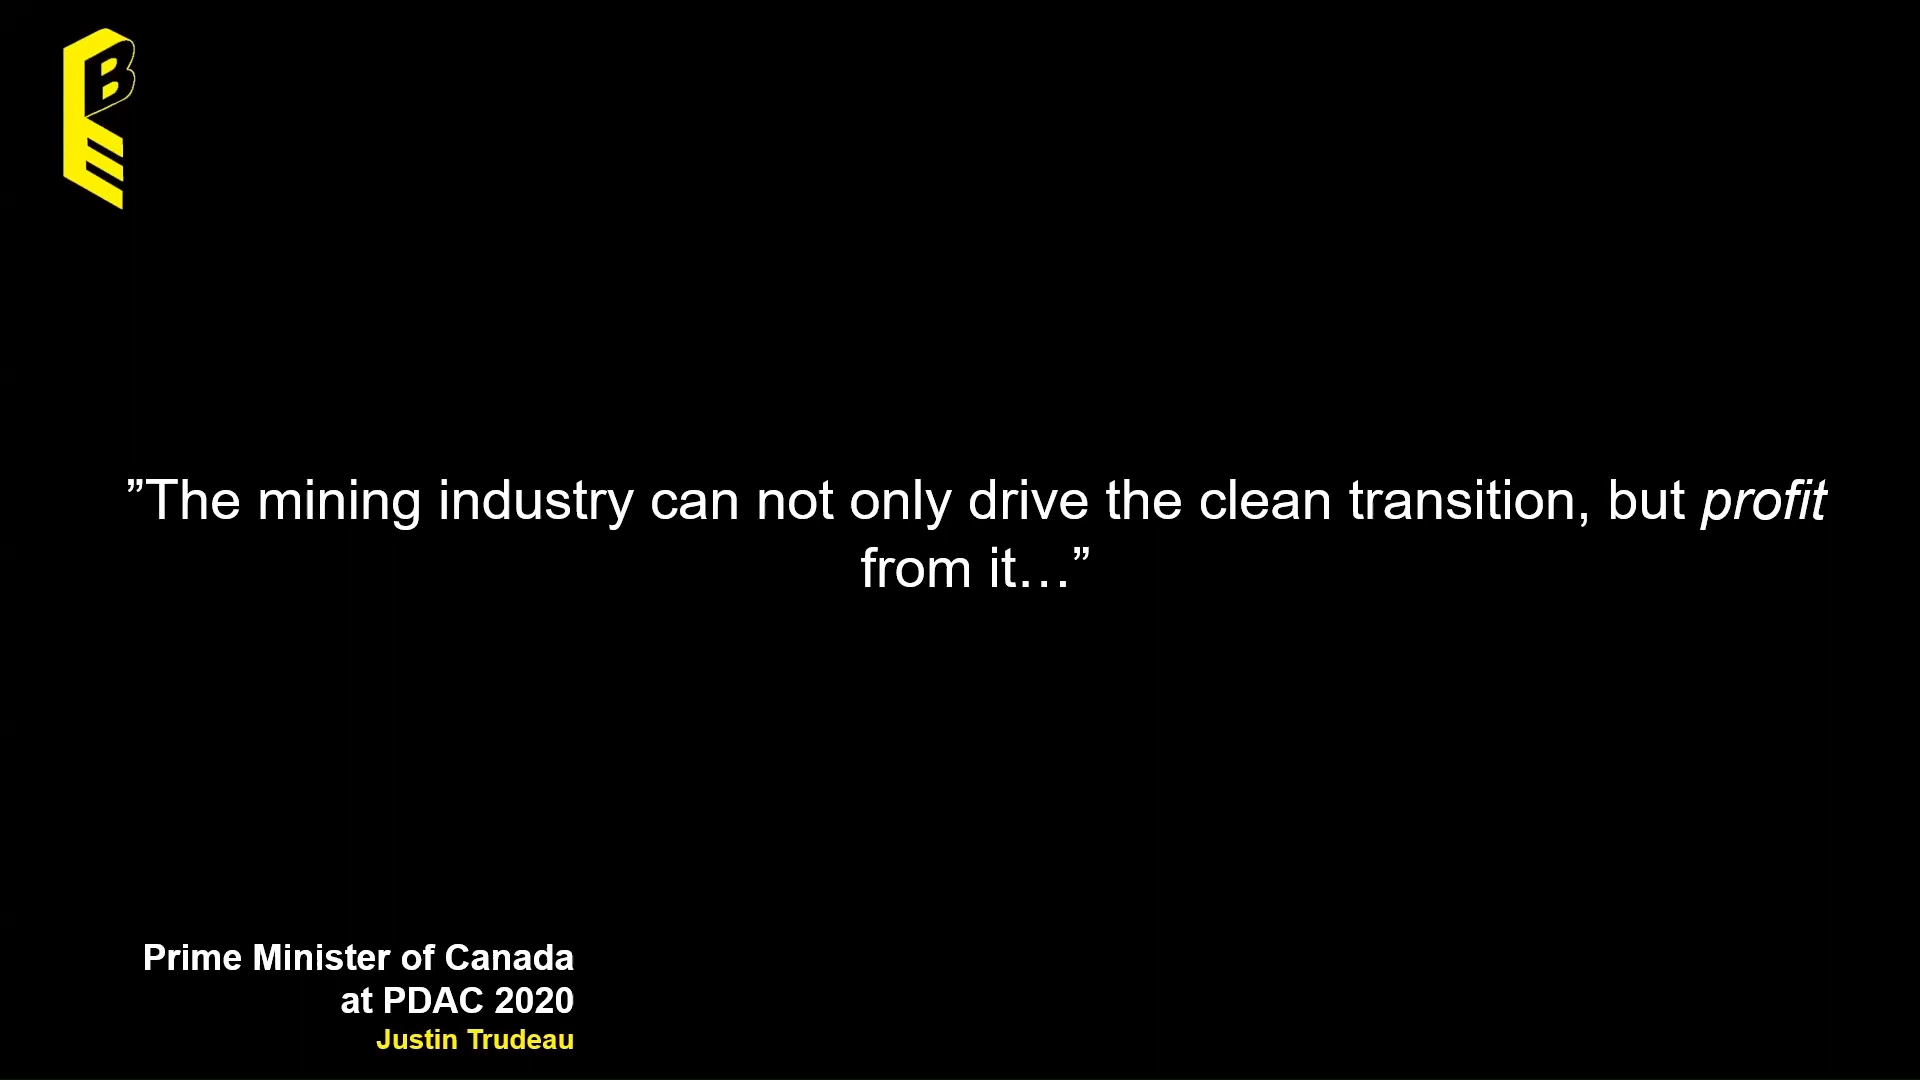 BE
”The mining industry can not only drive the clean transition, but profit
from it…”
Prime Minister of Canada
at PDAC 2020
Justin Trudeau